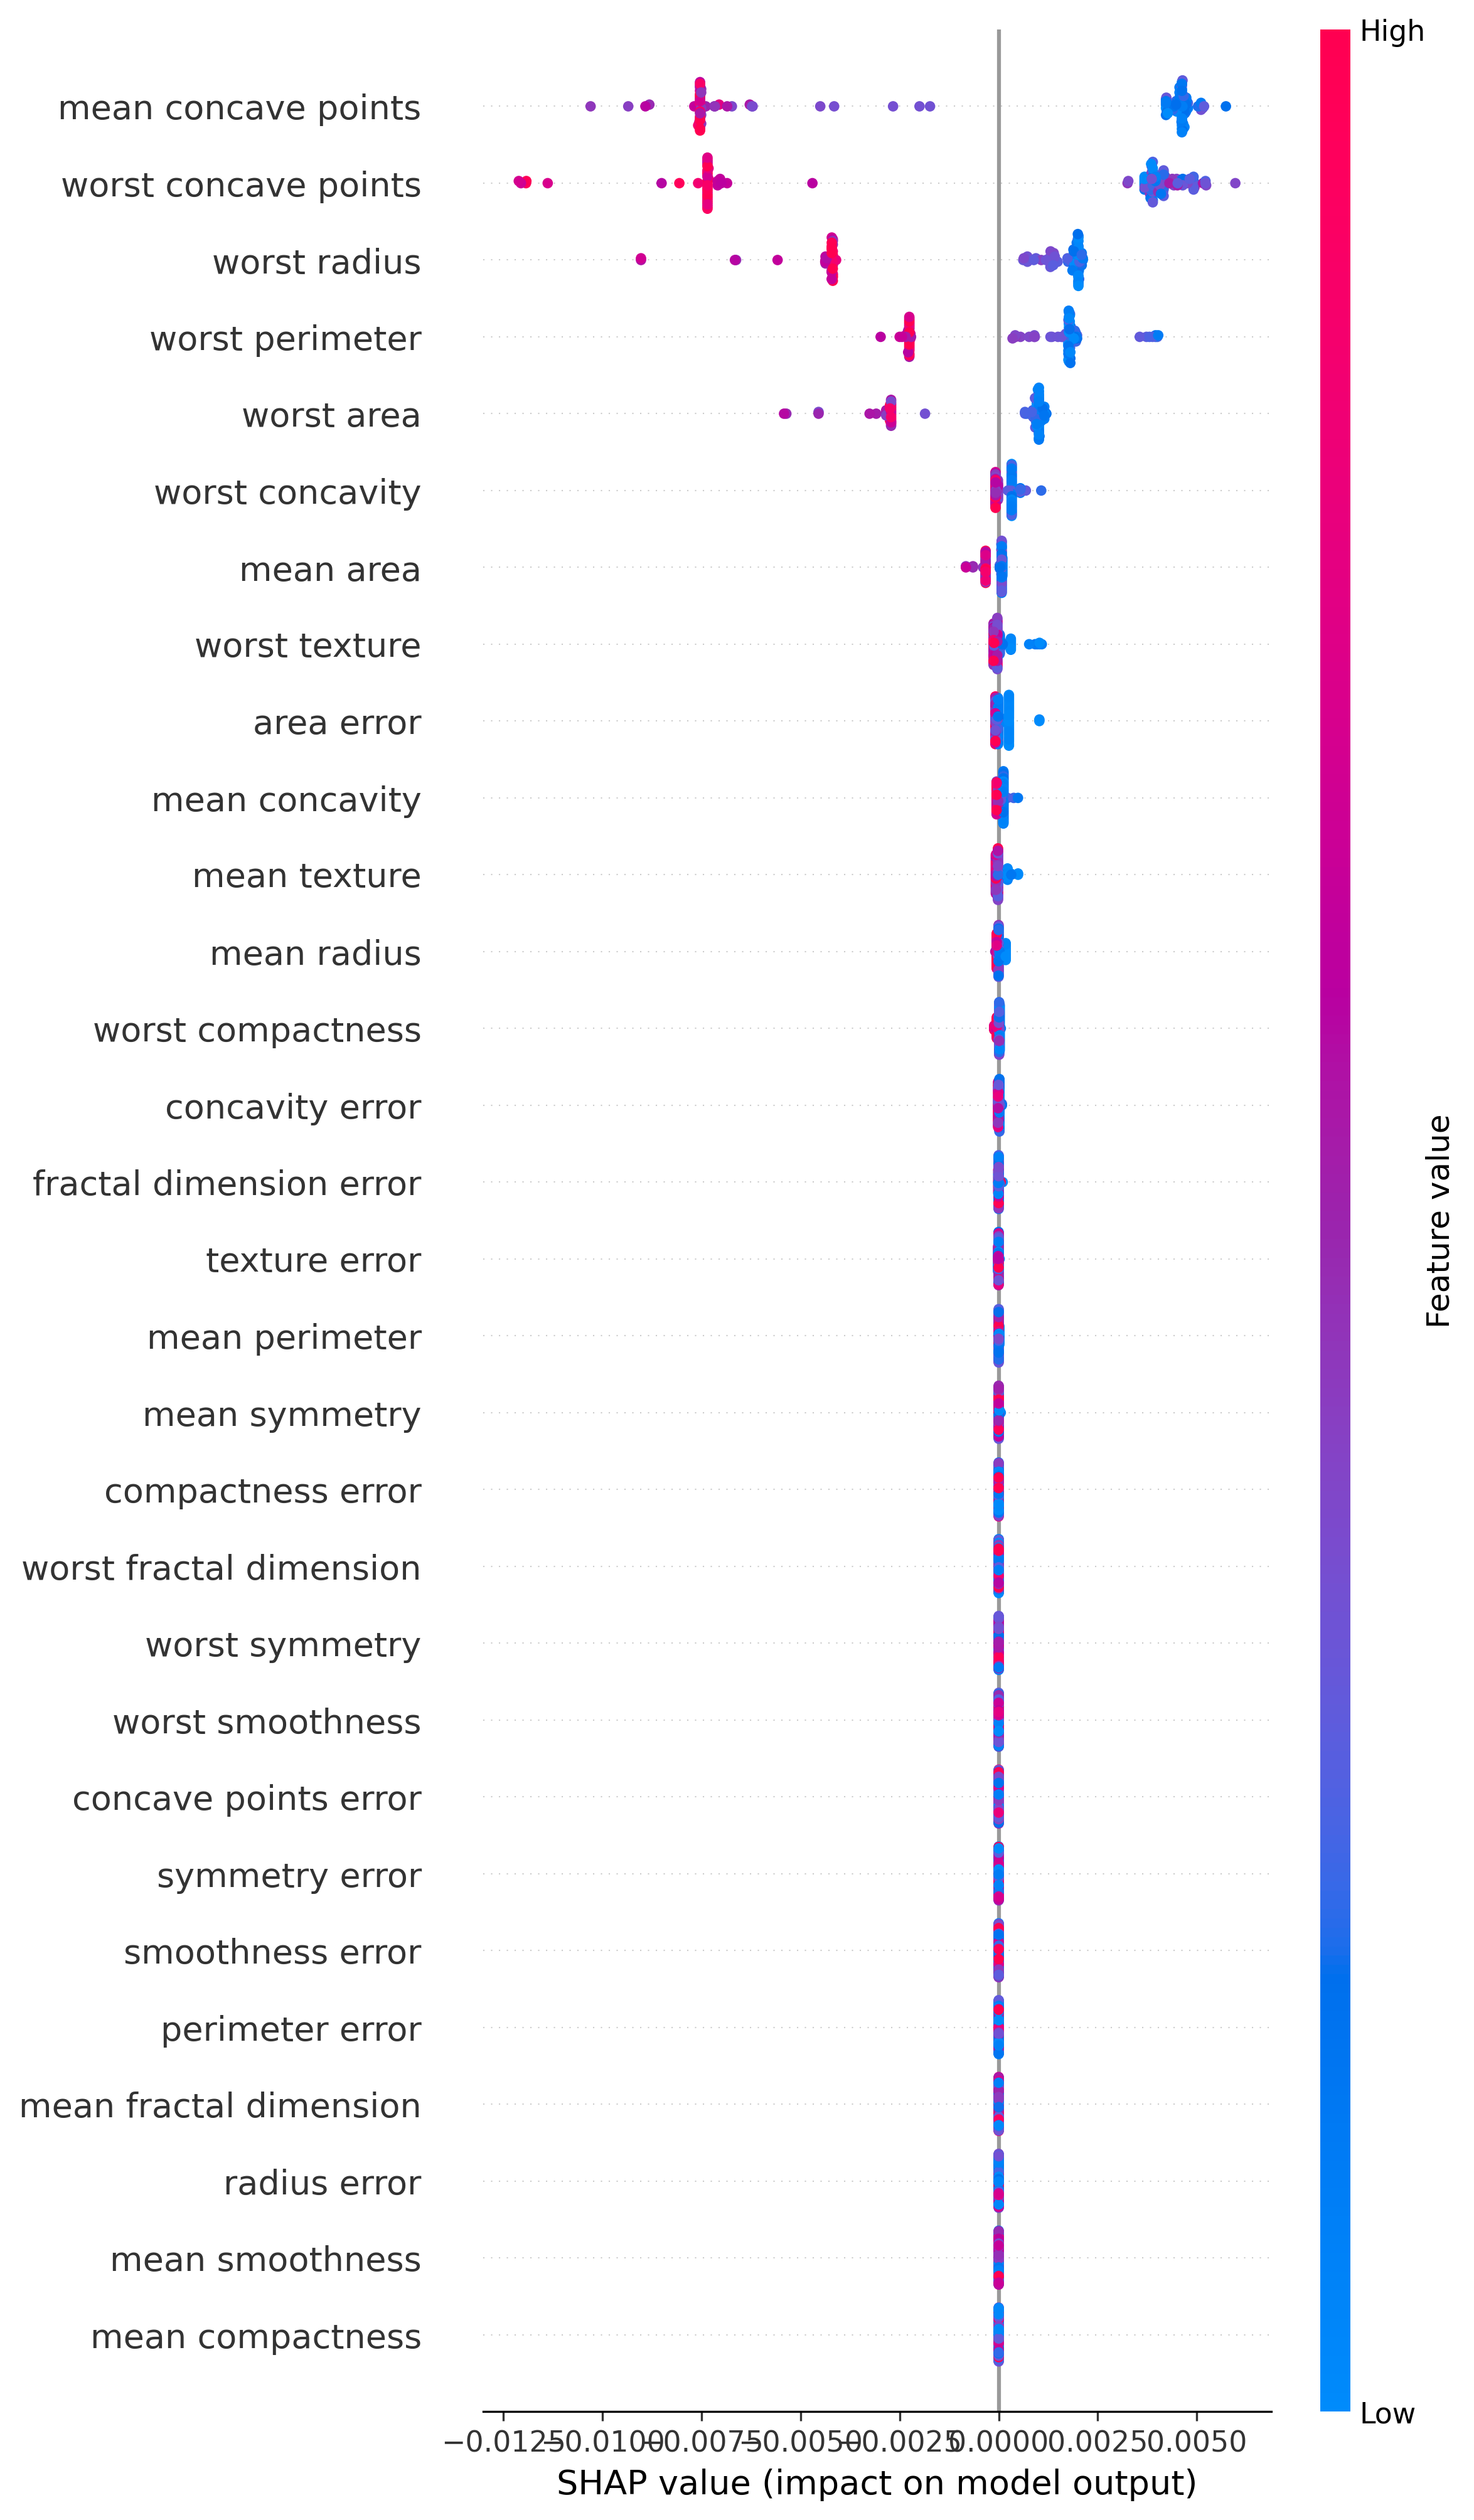 High
mean concave points
worst concave points
worst radius
worst perimeter
worst area
worst concavity
mean area
worst texture
area error
mean concavity
mean texture
mean radius
worst compactness
concavity error
fractal dimension error
texture error
mean perimeter
mean symmetry
compactness error
worst fractal dimension
worst symmetry
worst smoothness
concave points error
symmetry error
smoothness error
perimeter error
mean fractal dimension
radius error
mean smoothness
mean compactness
Feature value
Low
−0.0125 −0.0100 −0.0075 −0.0050 −0.0025 0.0000 0.0025 0.0050
SHAP value (impact on model output)